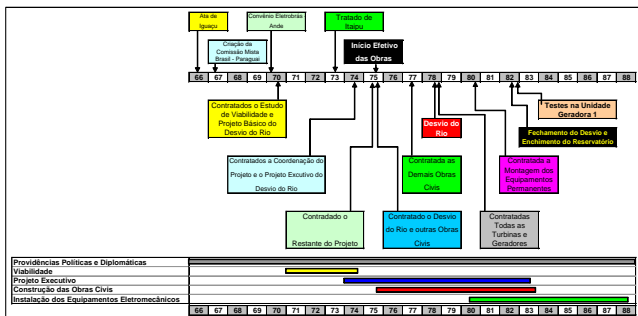 Ata de
Iguaçu
Convênio Eletrobrás
Ande
Tratado de
Itaipu
Criação da
Comissão Mista
Brasil - Paraguai
Início Efetivo
das Obras
66 67 68 69 70 71 72 73 74 75 76 77 78 79 80 81 82 83 84 85 86 87 88
Contratados o Estudo
de Viabilidade e
Projeto Básico do
Desvio do Rio
Desvio do
Rio
Testes na Unidade
Geradora 1
Fechamento do Desvio e
Enchimento do Reservatório
Contratados a Coordenação do
Projeto e o Projeto Excutivo do
Desvio do Rio
Contratada as
Demais Obras
Civis
Contratada a
Montagem dos
Equipamentos
Permanentes
Contradado o
Restante do Projeto
Contratado o Desvio
do Rio e outras Obras
Civis
Contratadas
Todas as
Turbinas e
Geradores
Providências Políticas e Diplomáticas
Viabilidade
Projeto Executivo
Construção das Obras Civis
Instalação dos Equipamentos Eletromecânicos
66 67 68 69 70 71 72 73 74 75 76 77 78 79 80 81 82 83 84 85 86 87 88